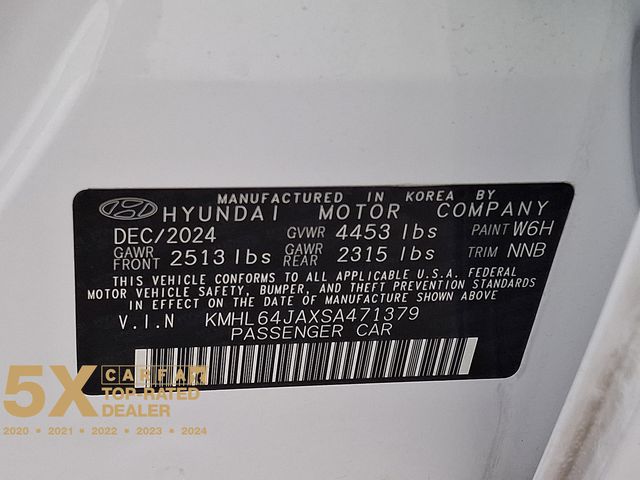 MANUFACTURED IN KOREA BY
HYUNDAI MOTOR COMPANY
DEC/2024 GVWR 4453 lbs PAINT W6H
GAWR FRONT 2513 lbs GAWR REAR 2315 lbs TRIM NNB
THIS VEHICLE CONFORMS TO ALL APPLICABLE U.S.A. FEDERAL
MOTOR VEHICLE SAFETY, BUMPER, AND THEFT PREVENTION STANDARDS
IN EFFECT ON THE DATE OF MANUFACTURE SHOWN ABOVE
V.I.N KMHL64JAXSA471379
PASSENGER CAR
5X CARFAX
TOP-RATED
DEALER
2020 • 2021 • 2022 • 2023 • 2024